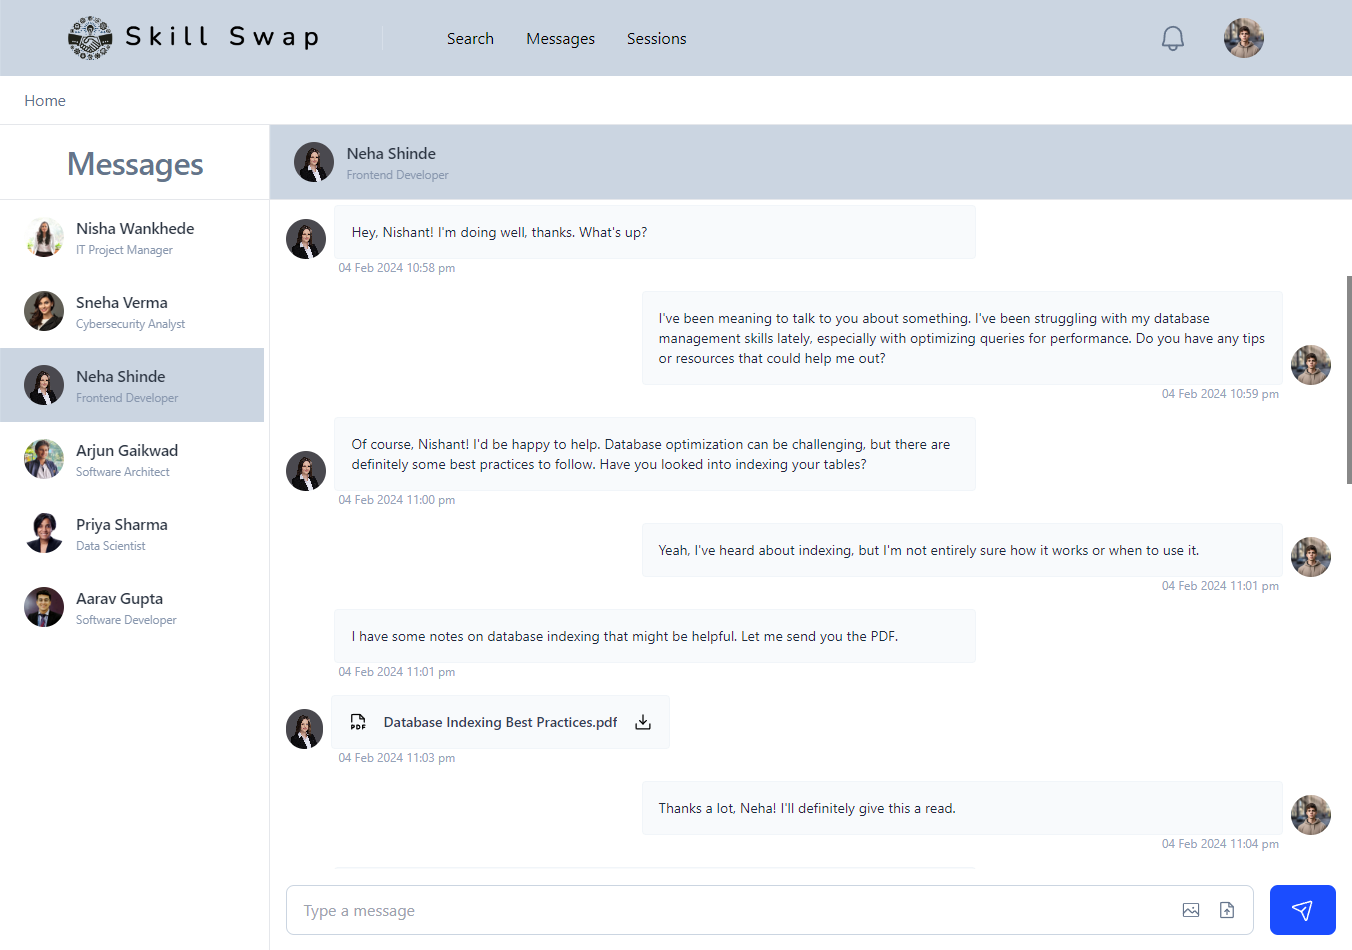 Skill Swap
Search
Messages
Sessions
Home
Messages
Nisha Wankhede
IT Project Manager
Sneha Verma
Cybersecurity Analyst
Neha Shinde
Frontend Developer
Arjun Gaikwad
Software Architect
Priya Sharma
Data Scientist
Aarav Gupta
Software Developer
Neha Shinde
Frontend Developer
Hey, Nishant! I'm doing well, thanks. What's up?
04 Feb 2024 10:58 pm
I've been meaning to talk to you about something. I've been struggling with my database
management skills lately, especially with optimizing queries for performance. Do you have any tips
or resources that could help me out?
04 Feb 2024 10:59 pm
Of course, Nishant! I'd be happy to help. Database optimization can be challenging, but there are
definitely some best practices to follow. Have you looked into indexing your tables?
04 Feb 2024 11:00 pm
Yeah, I've heard about indexing, but I'm not entirely sure how it works or when to use it.
04 Feb 2024 11:01 pm
I have some notes on database indexing that might be helpful. Let me send you the PDF.
04 Feb 2024 11:01 pm
PDF
Database Indexing Best Practices.pdf
04 Feb 2024 11:03 pm
Thanks a lot, Neha! I'll definitely give this a read.
04 Feb 2024 11:04 pm
Type a message